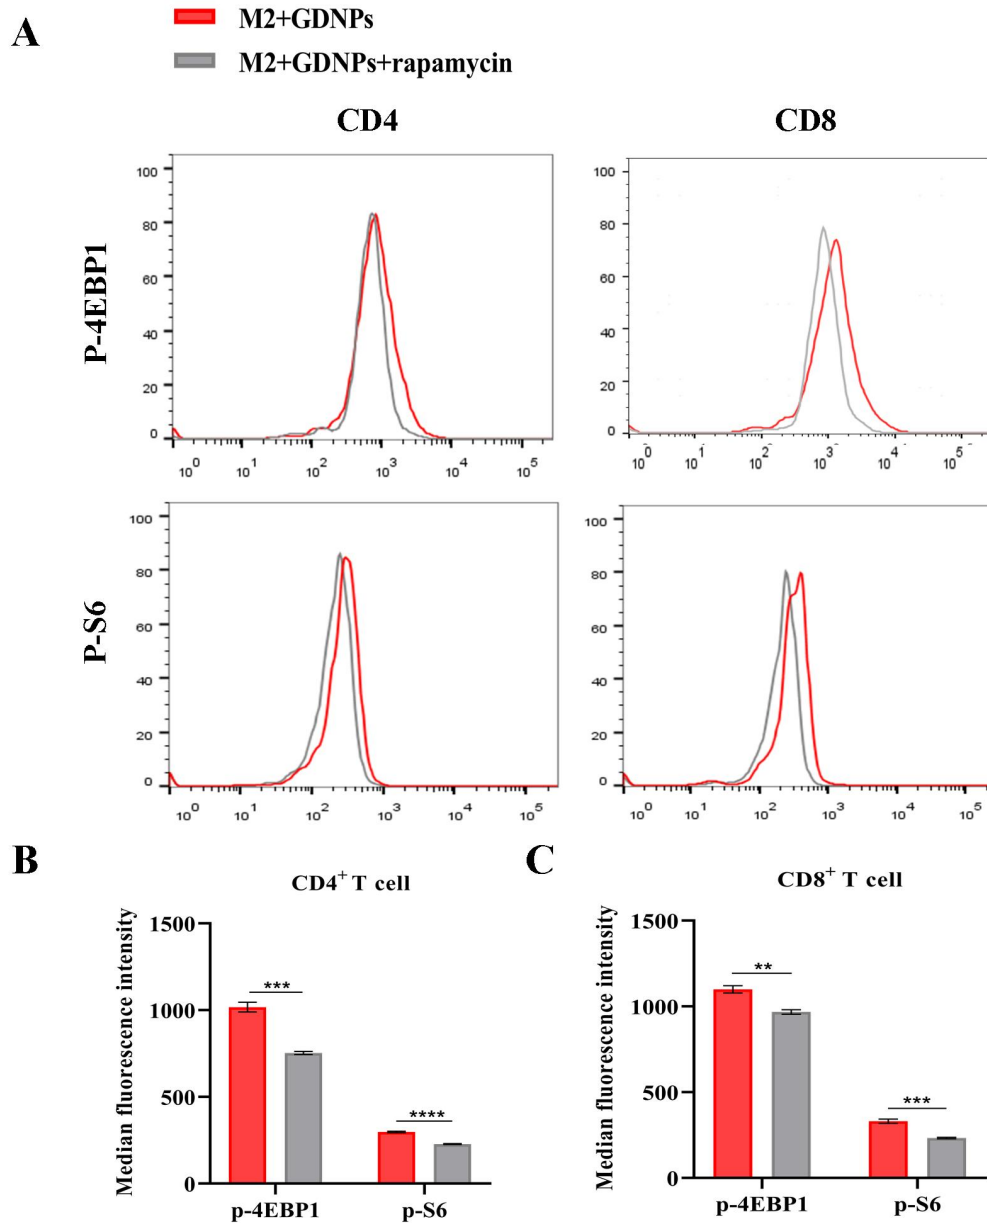 A
M2+GDNPs
M2+GDNPs+rapamycin
CD4
CD8
P-4EBP1
100
80
60
40
20
0
10^0 10^1 10^2 10^3 10^4 10^5
100
80
60
40
20
0
10^0 10^1 10^2 10^3 10^4 10^5
P-S6
100
80
60
40
20
0
10^0 10^1 10^2 10^3 10^4 10^5
100
80
60
40
20
0
10^0 10^1 10^2 10^3 10^4 10^5
B
CD4+ T cell
Median fluorescence intensity
1500
1000
500
0
***
****
p-4EBP1 p-S6
C
CD8+ T cell
Median fluorescence intensity
1500
1000
500
0
**
***
p-4EBP1 p-S6